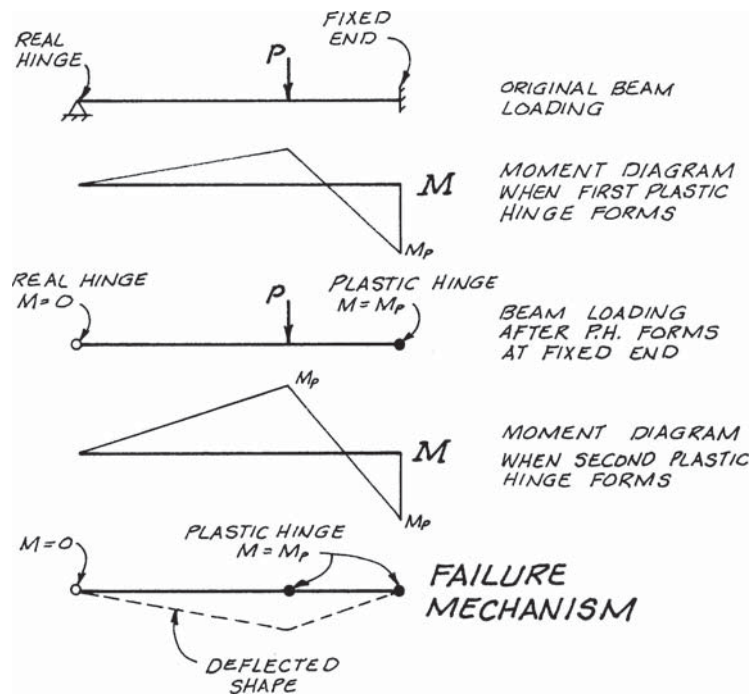 REAL
HINGE
P
FIXED
END
ORIGINAL BEAM
LOADING
M
MOMENT DIAGRAM
WHEN FIRST PLASTIC
HINGE FORMS
Mp
REAL HINGE
M=0
P
PLASTIC HINGE
M=Mp
BEAM LOADING
AFTER P.H. FORMS
AT FIXED END
Mp
M
MOMENT DIAGRAM
WHEN SECOND PLASTIC
HINGE FORMS
Mp
M=0
PLASTIC HINGE
M=Mp
FAILURE
MECHANISM
DEFLECTED
SHAPE